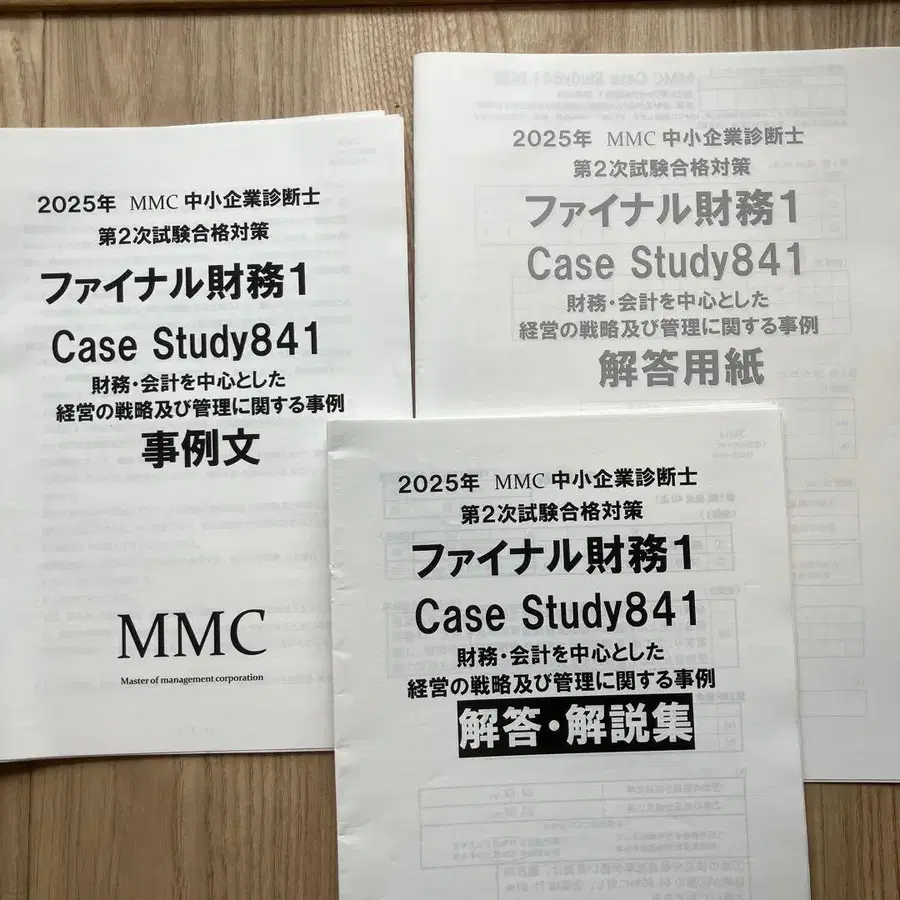 2025年 MMC 中小企業診断士
第2次試験合格対策
ファイナル財務1
Case Study841
財務・会計を中心とした
経営の戦略及び管理に関する事例
事例文
MMC
Master of management corporation
2025年 MMC 中小企業診断士
第2次試験合格対策
ファイナル財務1
Case Study841
財務・会計を中心とした
経営の戦略及び管理に関する事例
解答用紙
2025年 MMC 中小企業診断士
第2次試験合格対策
ファイナル財務1
Case Study841
財務・会計を中心とした
経営の戦略及び管理に関する事例
解答・解説集